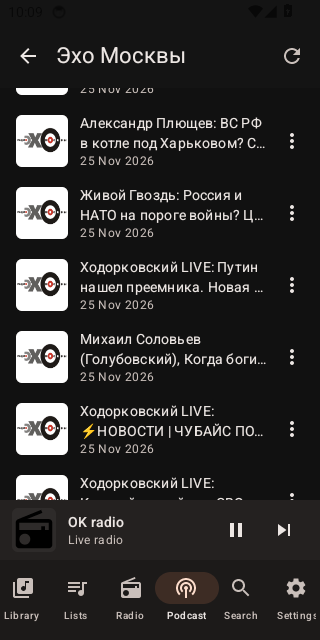 10:09
Эхо Москвы
25 Nov 2026
Александр Плющев: ВС РФ
в котле под Харьковом? С...
25 Nov 2026
Живой Гвоздь: Россия и
НАТО на пороге войны? Ц...
25 Nov 2026
Ходорковский LIVE: Путин
нашел преемника. Новая ...
25 Nov 2026
Михаил Соловьев
(Голубовский), Когда боги...
25 Nov 2026
Ходорковский LIVE:
⚡НОВОСТИ | ЧУБАЙС ПО...
25 Nov 2026
Ходорковский LIVE:
OK radio
Live radio
Library
Lists
Radio
Podcast
Search
Settings